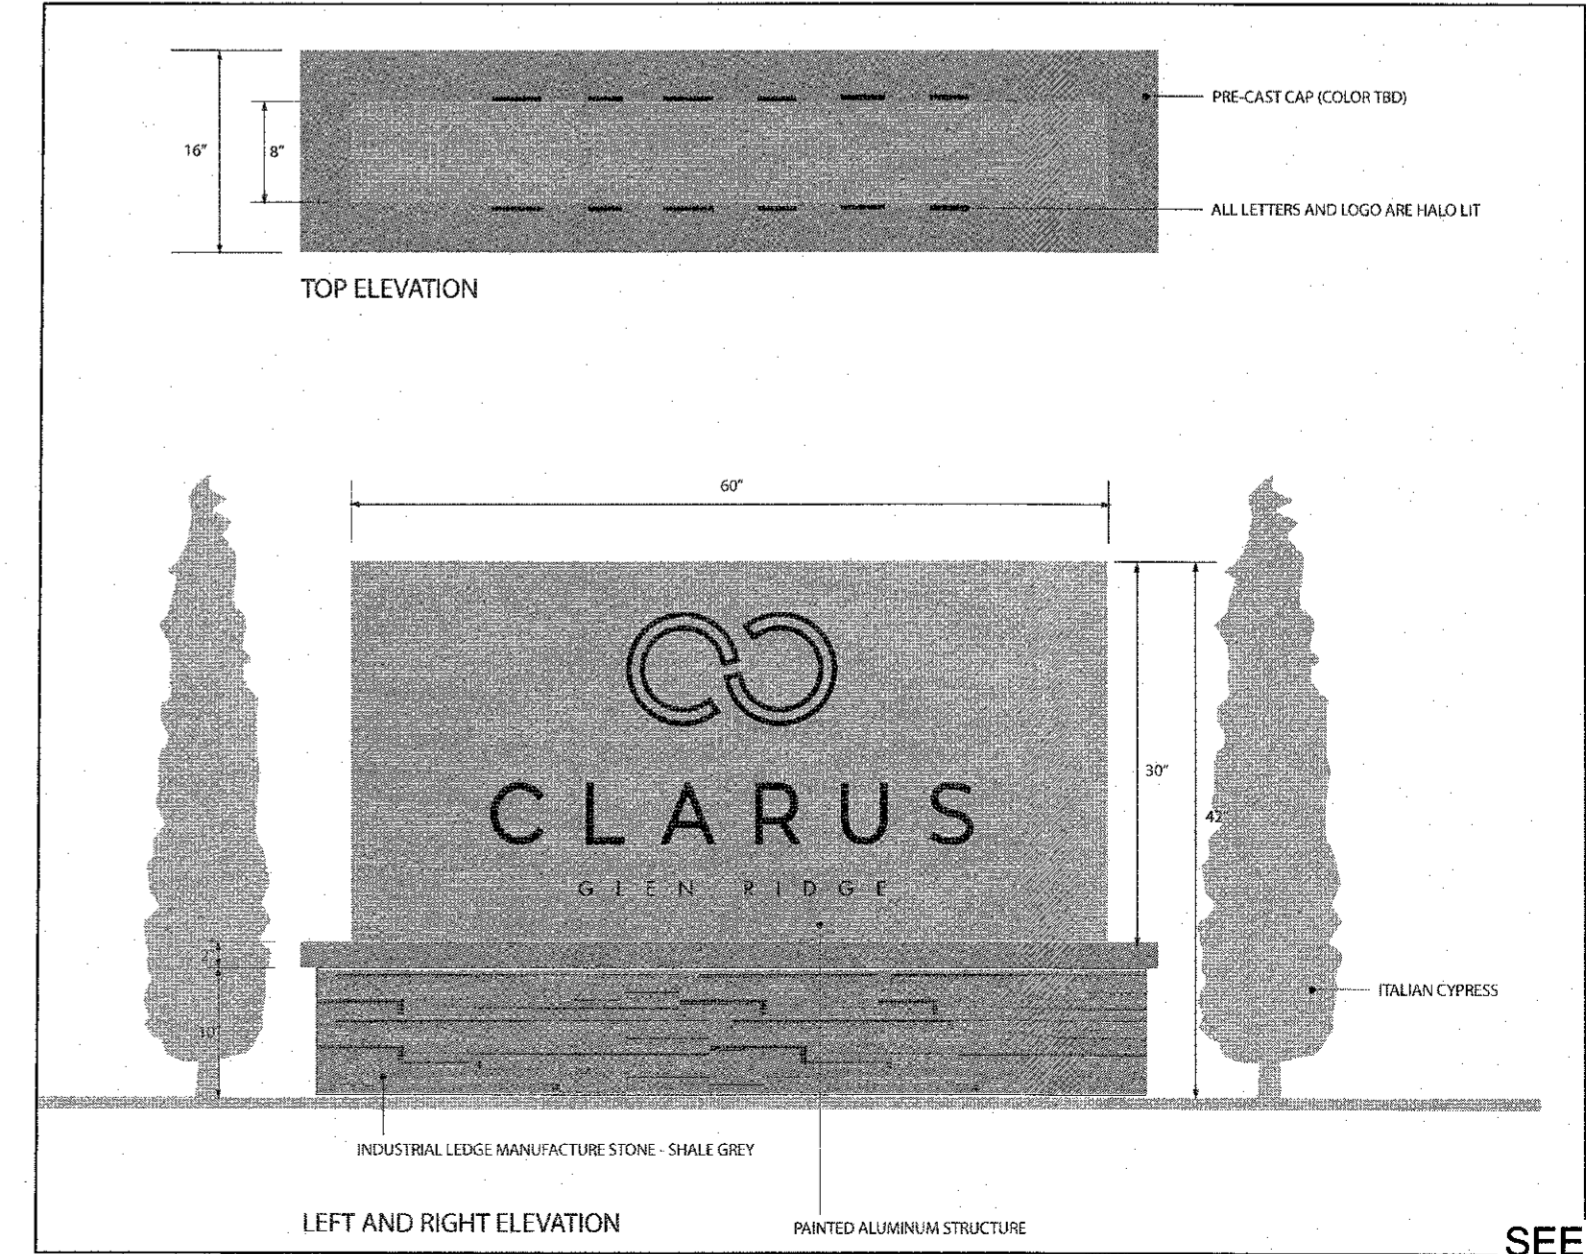 PRE-CAST CAP (COLOR TBD)
16"
8"
ALL LETTERS AND LOGO ARE HALO LIT
TOP ELEVATION
60"
30"
42"
CLARUS
GLEN RIDGE
2"
10"
ITALIAN CYPRESS
INDUSTRIAL LEDGE MANUFACTURE STONE - SHALE GREY
LEFT AND RIGHT ELEVATION
PAINTED ALUMINUM STRUCTURE
SEE